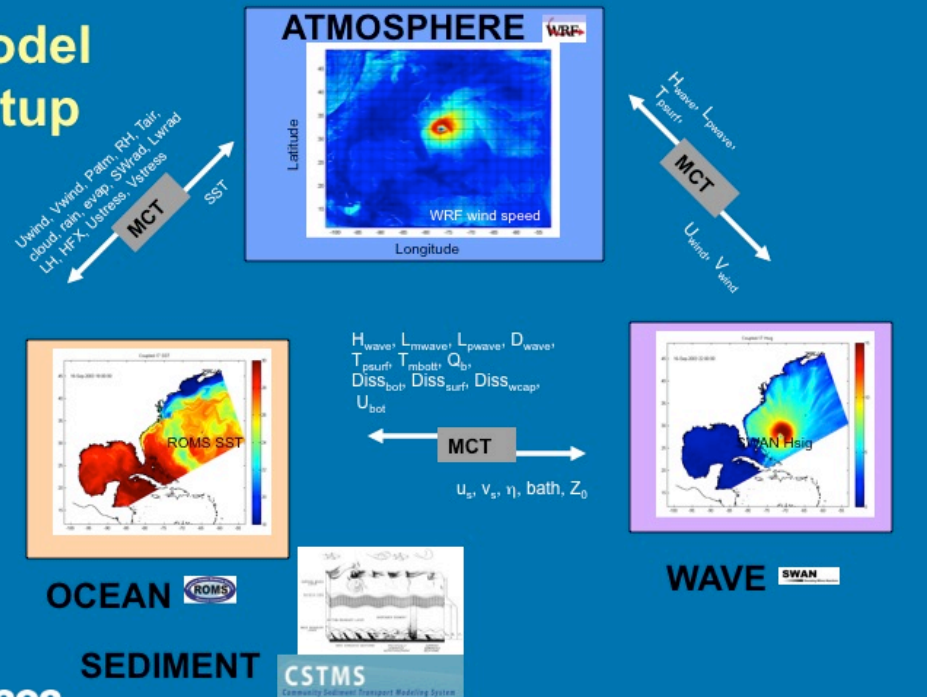 odel
tup
ATMOSPHERE
WRF
Latitude
WRF wind speed
Longitude
Uwind, Vwind, Patm, RH, Tair,
cloud, rain, evap, SWrad, Lwrad
LH, HFX, Ustress, Vstress
MCT
SST
Hwave, Lpwave,
Tpsurf,
MCT
Uwind, Vwind
Hwave, Lmwave, Lpwave, Dwave,
Tpsurf, Tmbott, Qb,
Dissbot, Disssurf, Disswcap,
Ubot
MCT
us, vs, η, bath, Z0
ROMS SST
SWAN Hsig
OCEAN
ROMS
WAVE
SWAN
SEDIMENT
CSTMS
Community Sediment Transport Modeling System